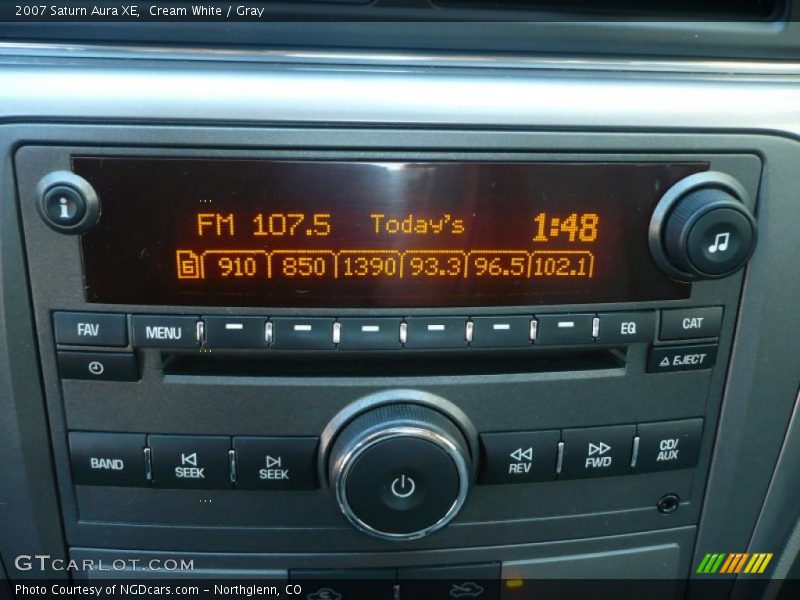 2007 Saturn Aura XE, Cream White / Gray
i
FM 107.5 Today's 1:48
6 910 850 1390 93.3 96.5 102.1
FAV MENU EQ CAT
EJECT
BAND SEEK SEEK REV FWD CD/AUX
GTCARLOT.COM
Photo Courtesy of NGDcars.com - Northglenn, CO